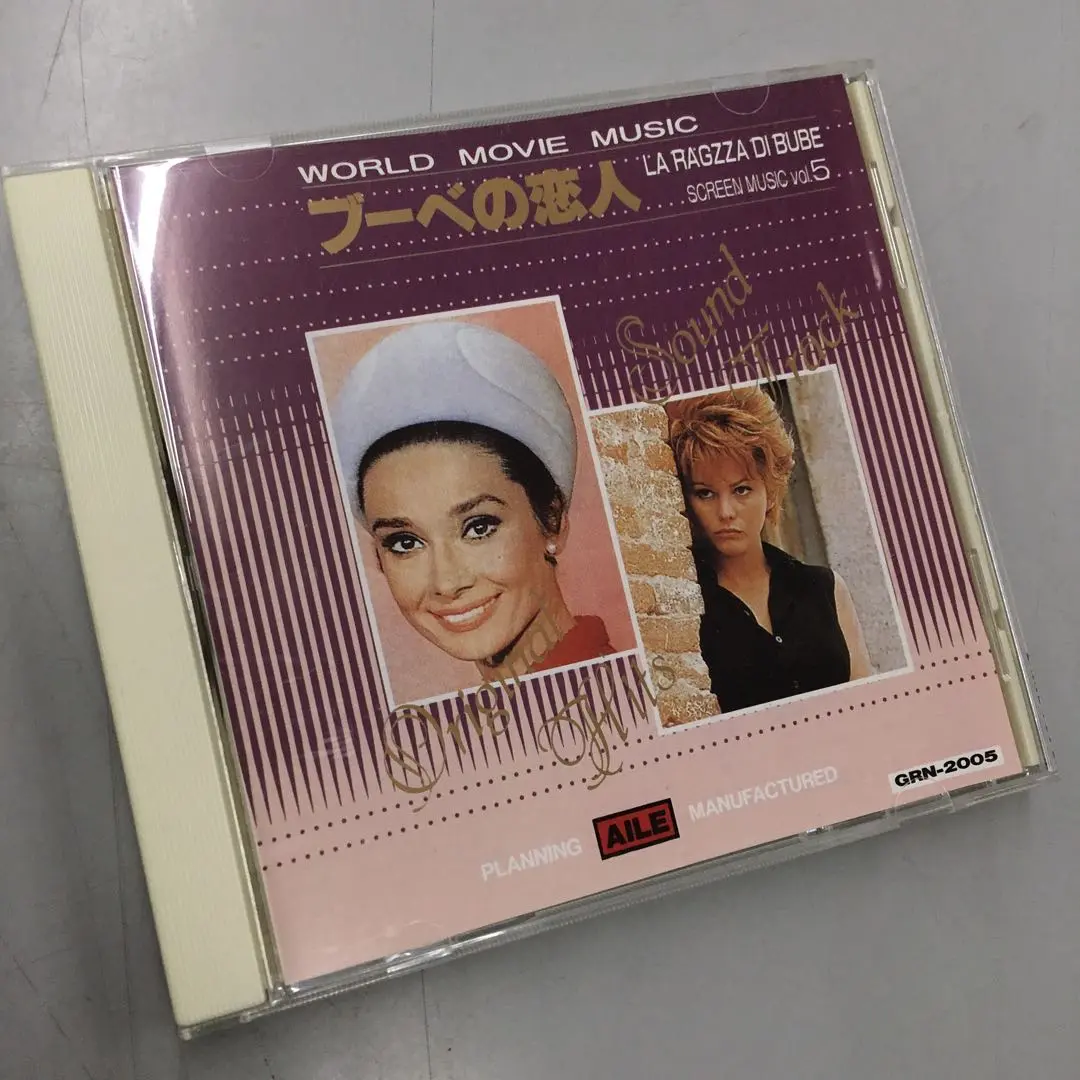 WORLD MOVIE MUSIC
ブーベの恋人
LA RAGZZA DI BUBE
SCREEN MUSIC vol.5
Sound
Track
Original
Hits
PLANNING AILE MANUFACTURED
GRN-2005